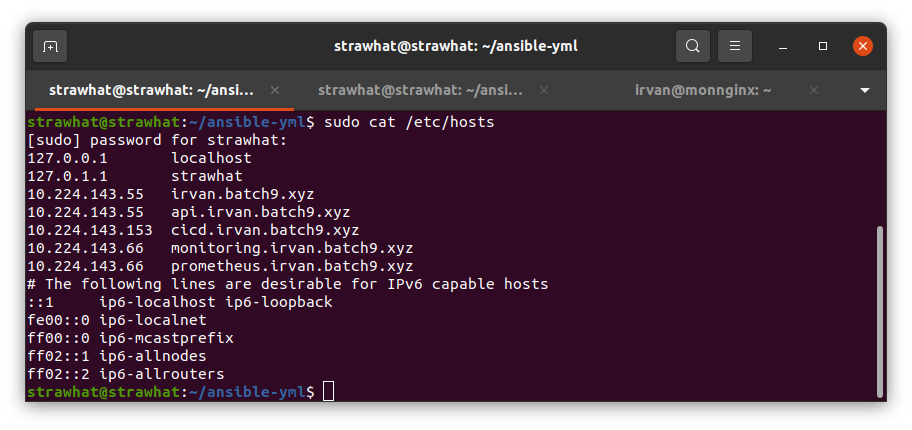 strawhat@strawhat: ~/ansible-yml
strawhat@strawhat: ~/ansi...
strawhat@strawhat: ~/ansi...
irvan@monnginx: ~
strawhat@strawhat:~/ansible-yml$ sudo cat /etc/hosts
[sudo] password for strawhat:
127.0.0.1       localhost
127.0.1.1       strawhat
10.224.143.55   irvan.batch9.xyz
10.224.143.55   api.irvan.batch9.xyz
10.224.143.153  cicd.irvan.batch9.xyz
10.224.143.66   monitoring.irvan.batch9.xyz
10.224.143.66   prometheus.irvan.batch9.xyz
# The following lines are desirable for IPv6 capable hosts
::1     ip6-localhost ip6-loopback
fe00::0 ip6-localnet
ff00::0 ip6-mcastprefix
ff02::1 ip6-allnodes
ff02::2 ip6-allrouters
strawhat@strawhat:~/ansible-yml$